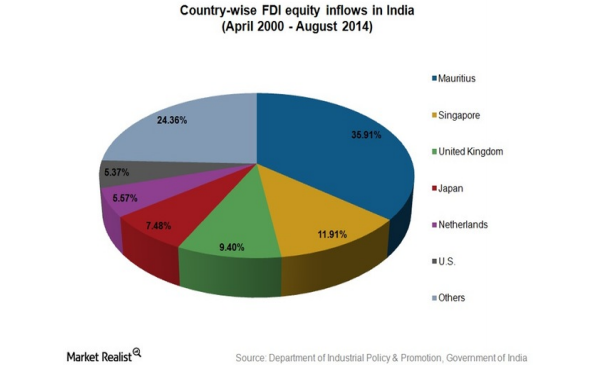 Country-wise FDI equity inflows in India
(April 2000 - August 2014)
24.36%
35.91%
5.37%
5.57%
7.48%
9.40%
11.91%
Mauritius
Singapore
United Kingdom
Japan
Netherlands
U.S.
Others
Market Realist
Source: Department of Industrial Policy & Promotion, Government of India